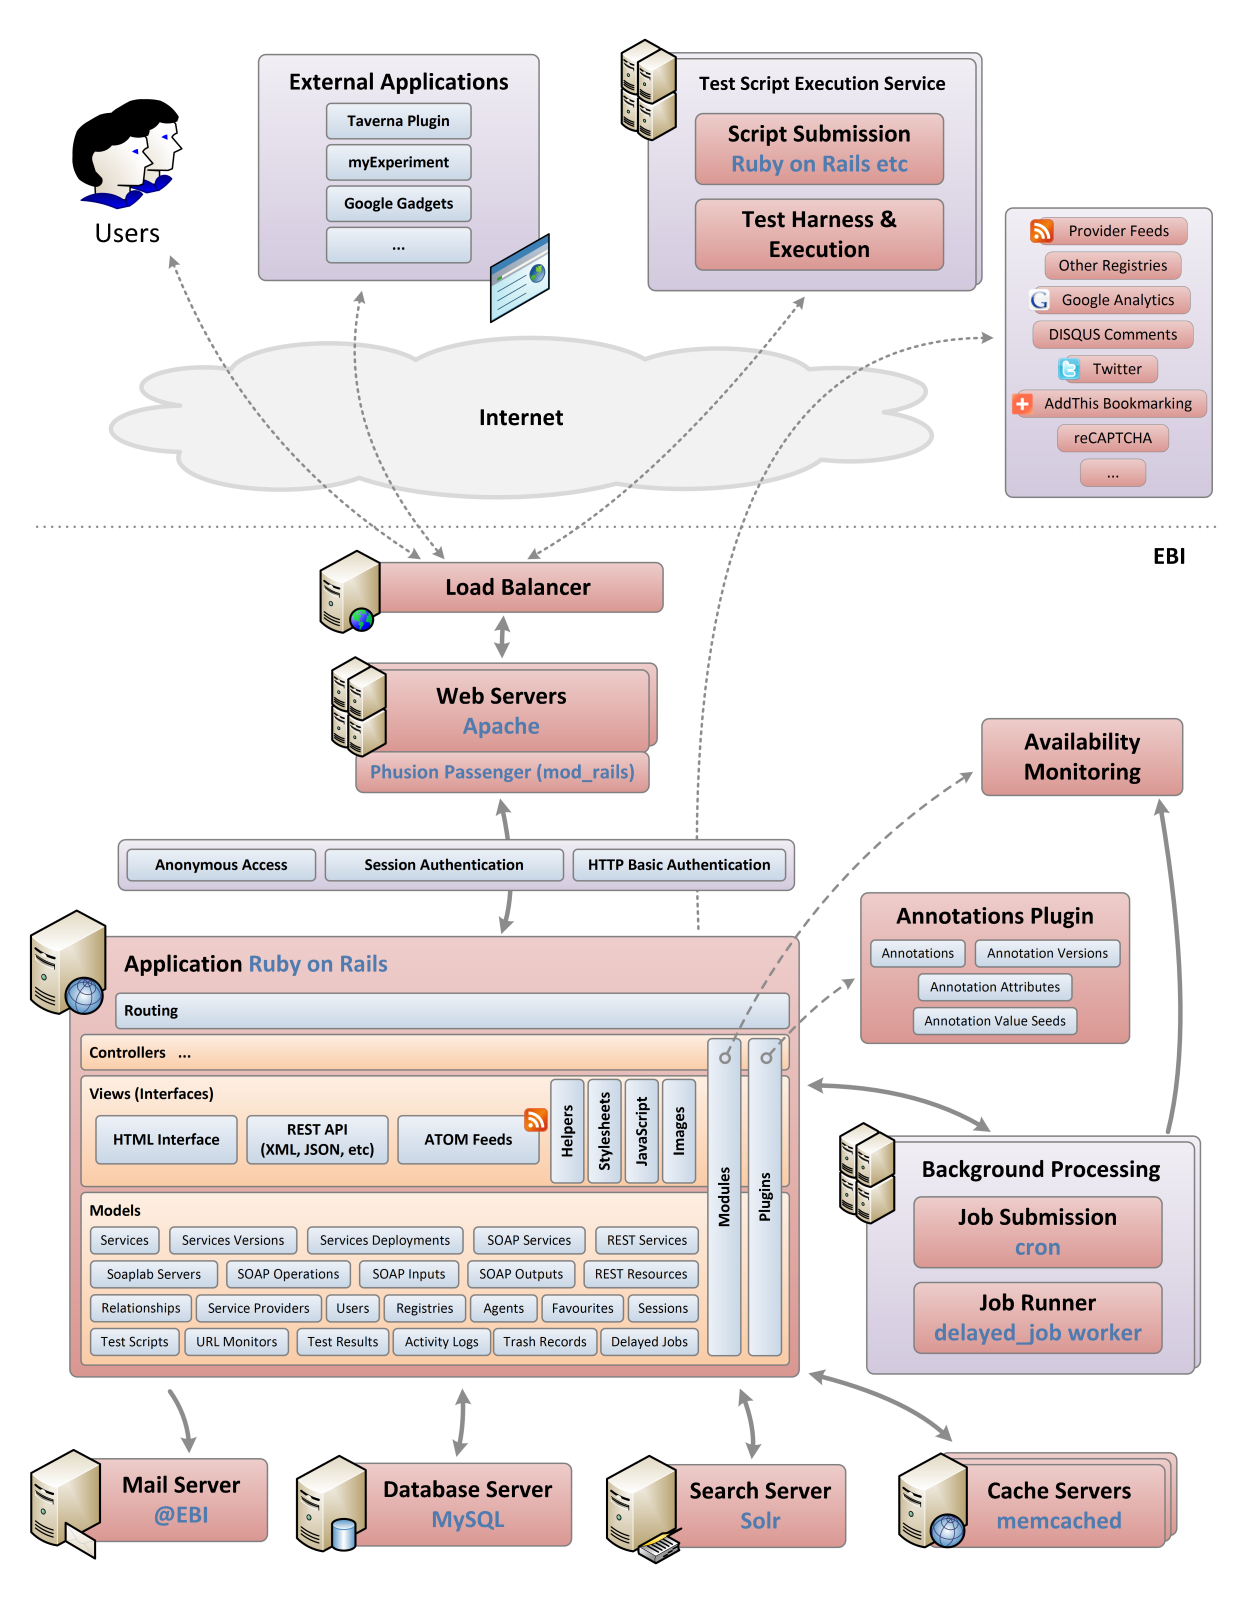 External Applications
Taverna Plugin
myExperiment
Google Gadgets
...
Users
Test Script Execution Service
Script Submission
Ruby on Rails etc
Test Harness &
Execution
Provider Feeds
Other Registries
G
Google Analytics
DISQUS Comments
Twitter
AddThis Bookmarking
reCAPTCHA
...
Internet
EBI
Load Balancer
Web Servers
Apache
Phusion Passenger (mod_rails)
Availability
Monitoring
Anonymous Access
Session Authentication
HTTP Basic Authentication
Annotations Plugin
Annotations
Annotation Versions
Annotation Attributes
Annotation Value Seeds
Application Ruby on Rails
Routing
Controllers ...
Views (Interfaces)
HTML Interface
REST API
(XML, JSON, etc)
ATOM Feeds
Helpers
Stylesheets
JavaScript
Images
Modules
Plugins
Models
Services
Services Versions
Services Deployments
SOAP Services
REST Services
Soaplab Servers
SOAP Operations
SOAP Inputs
SOAP Outputs
REST Resources
Relationships
Service Providers
Users
Registries
Agents
Favourites
Sessions
Test Scripts
URL Monitors
Test Results
Activity Logs
Trash Records
Delayed Jobs
Background Processing
Job Submission
cron
Job Runner
delayed_job worker
Mail Server
@EBI
Database Server
MySQL
Search Server
Solr
Cache Servers
memcached